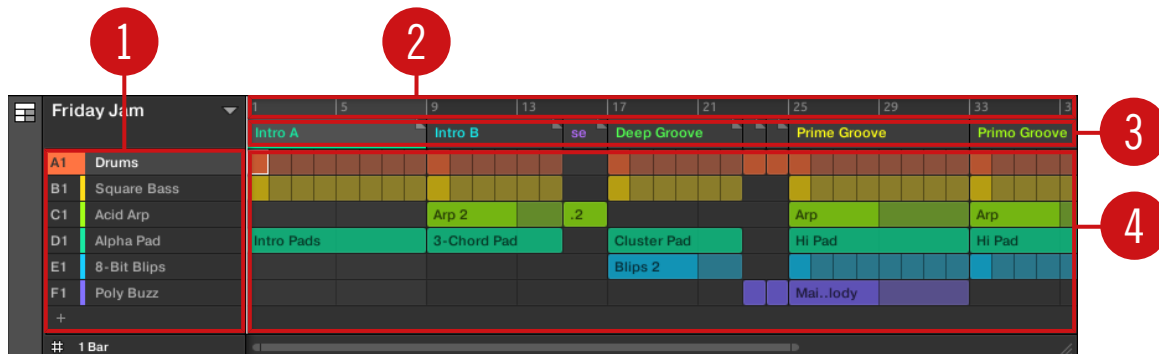 1 2
Friday Jam 1 5 9 13 17 21 25 29 33 3
Intro A Intro B se Deep Groove Prime Groove Primo Groove 3
A1 Drums
B1 Square Bass
C1 Acid Arp Arp 2 .2 Arp Arp 4
D1 Alpha Pad Intro Pads 3-Chord Pad Cluster Pad Hi Pad Hi Pad
E1 8-Bit Blips Blips 2
F1 Poly Buzz Mai..lody
+
# 1 Bar